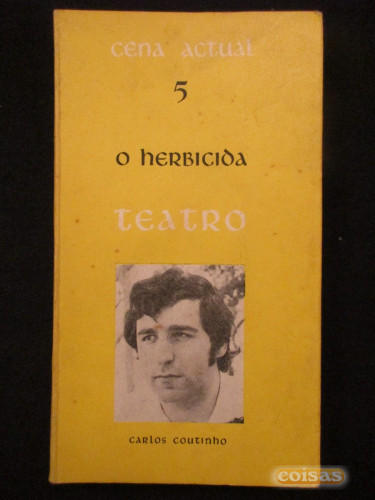 CENA ACTUAL
5
O HERBICIDA
TEATRO
CARLOS COUTINHO
coisas